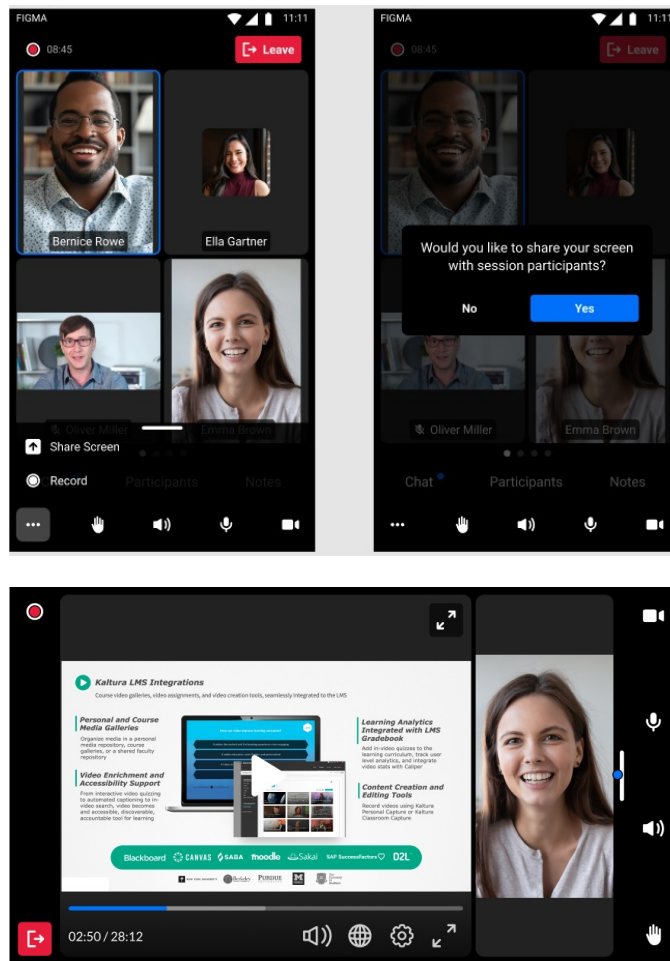 FIGMA 11:11
08:45 Leave
Bernice Rowe Ella Gartner
Oliver Miller Emma Brown
Share Screen
Record Participants Notes
FIGMA 11:11
08:45 Leave
Would you like to share your screen
with session participants?
No Yes
Oliver Miller Emma Brown
Chat Participants Notes
Kaltura LMS Integrations
Course video galleries, video assignments, and video creation tools, seamlessly integrated to the LMS
Personal and Course
Media Galleries
Organize media in a personal
media repository, course
galleries, or a shared faculty
repository
Video Enrichment and
Accessibility Support
From interactive video quizzing
to automated captioning to in-
video search, video becomes
and accessible, discoverable,
accountable tool for learning
Learning Analytics
Integrated with LMS
Gradebook
Add in-video quizzes to the
learning curriculum, track user
level analytics, and integrate
video stats with Caliper
Content Creation and
Editing Tools
Record videos using Kaltura
Personal Capture or Kaltura
Classroom Capture
Blackboard CANVAS SABA moodle Sakai SAP SuccessFactors D2L
Berkeley PURDUE M
02:50 / 28:12